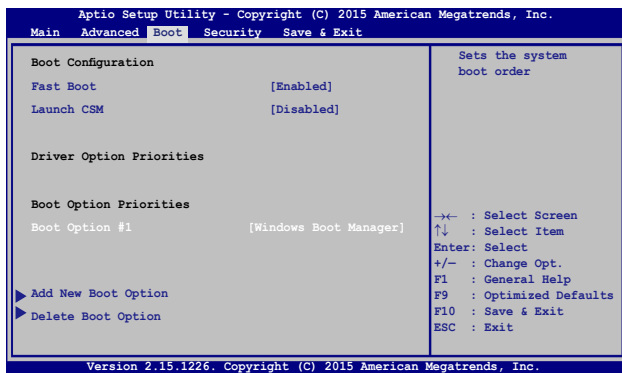 Aptio Setup Utility - Copyright (C) 2015 American Megatrends, Inc.
Main Advanced Boot Security Save & Exit
Boot Configuration
Fast Boot [Enabled]
Launch CSM [Disabled]
Driver Option Priorities
Boot Option Priorities
Boot Option #1 [Windows Boot Manager]
Add New Boot Option
Delete Boot Option
Sets the system
boot order
→← : Select Screen
↑↓ : Select Item
Enter: Select
+/— : Change Opt.
F1 : General Help
F9 : Optimized Defaults
F10 : Save & Exit
ESC : Exit
Version 2.15.1226. Copyright (C) 2015 American Megatrends, Inc.